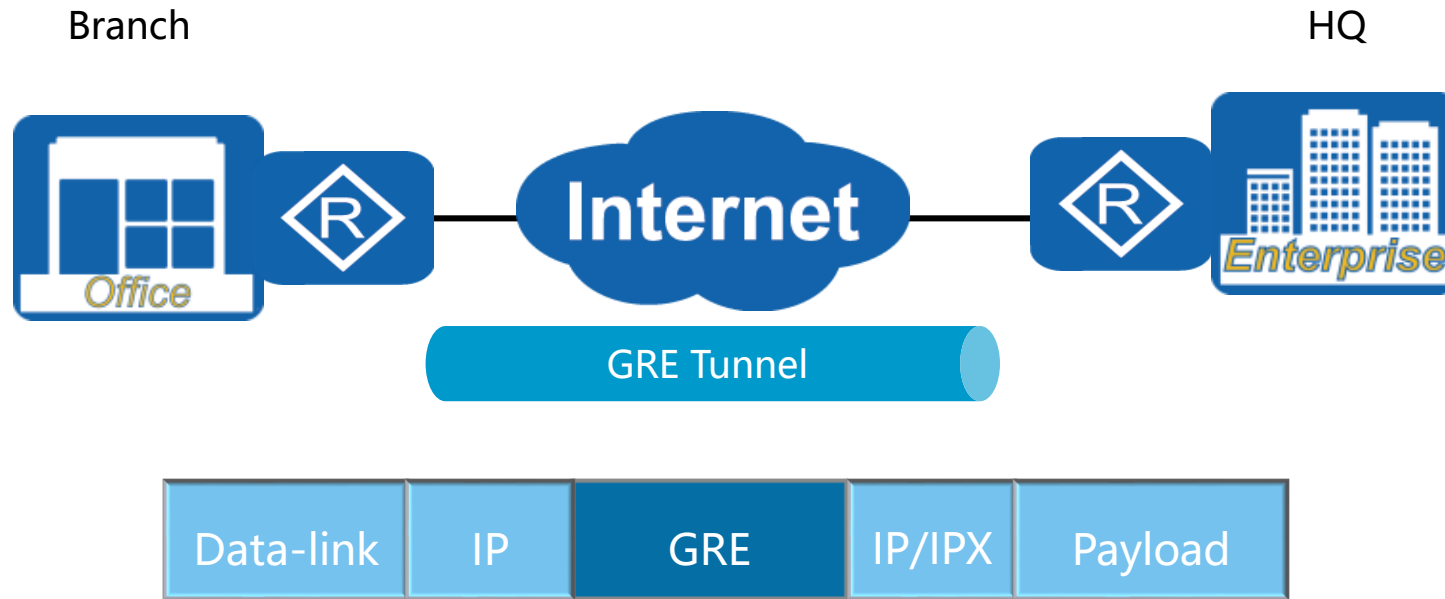 Branch
HQ
R
Internet
R
Office
Enterprise
GRE Tunnel
Data-link IP GRE IP/IPX Payload